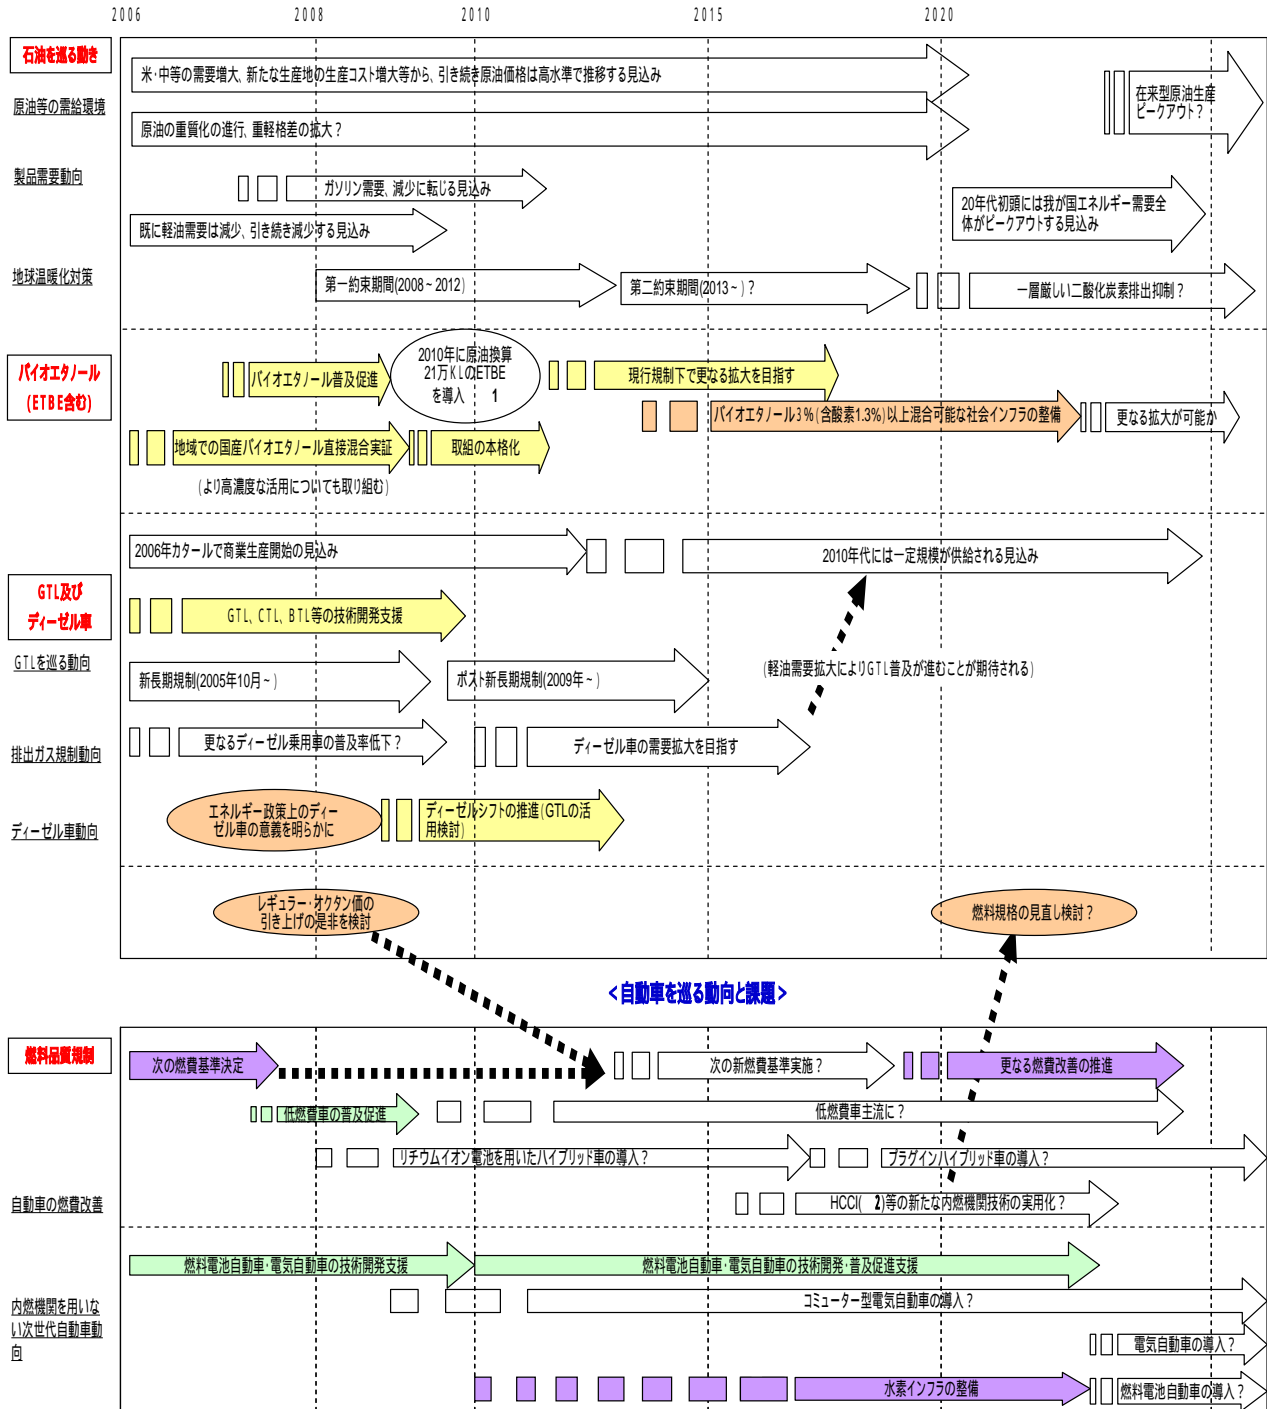 2006 2008 2010 2015 2020
石油を巡る動き
米・中等の需要増大、新たな生産地の生産コスト増大等から、引き続き原油価格は高水準で推移する見込み
原油等の需給環境
在来型原油生産
ピークアウト？
原油の重質化の進行、重軽格差の拡大？
製品需要動向
ガソリン需要、減少に転じる見込み
20年代初頭には我が国エネルギー需要全
体がピークアウトする見込み
既に軽油需要は減少、引き続き減少する見込み
地球温暖化対策
第一約束期間(2008～2012)
第二約束期間(2013～)？
一層厳しい二酸化炭素排出抑制？
バイオエタノール
(ETBE含む)
バイオエタノール普及促進
2010年に原油換算
21万KLのETBE
を導入 1
現行規制下で更なる拡大を目指す
バイオエタノール3％(含酸素1.3%)以上混合可能な社会インフラの整備
更なる拡大が可能か
地域での国産バイオエタノール直接混合実証
取組の本格化
(より高濃度な活用についても取り組む)
2006年カタールで商業生産開始の見込み
2010年代には一定規模が供給される見込み
GTL及び
ディーゼル車
GTL、CTL、BTL等の技術開発支援
GTLを巡る動向
新長期規制(2005年10月～)
ポスト新長期規制(2009年～)
(軽油需要拡大によりGTL普及が進むことが期待される)
排出ガス規制動向
更なるディーゼル乗用車の普及率低下？
ディーゼル車の需要拡大を目指す
エネルギー政策上のディー
ゼル車の意義を明らかに
ディーゼルシフトの推進(GTLの活
用検討)
ディーゼル車動向
レギュラー・オクタン価の
引き上げの是非を検討
燃料規格の見直し検討？
＜自動車を巡る動向と課題＞
燃料品質規制
次の燃費基準決定
次の新燃費基準実施？
更なる燃費改善の推進
低燃費車の普及促進
低燃費車主流に？
リチウムイオン電池を用いたハイブリッド車の導入？
プラグインハイブリッド車の導入？
自動車の燃費改善
HCCI( 2)等の新たな内燃機関技術の実用化？
燃料電池自動車・電気自動車の技術開発支援
燃料電池自動車・電気自動車の技術開発・普及促進支援
内燃機関を用いな
い次世代自動車動
向
コミューター型電気自動車の導入？
電気自動車の導入？
水素インフラの整備
燃料電池自動車の導入？